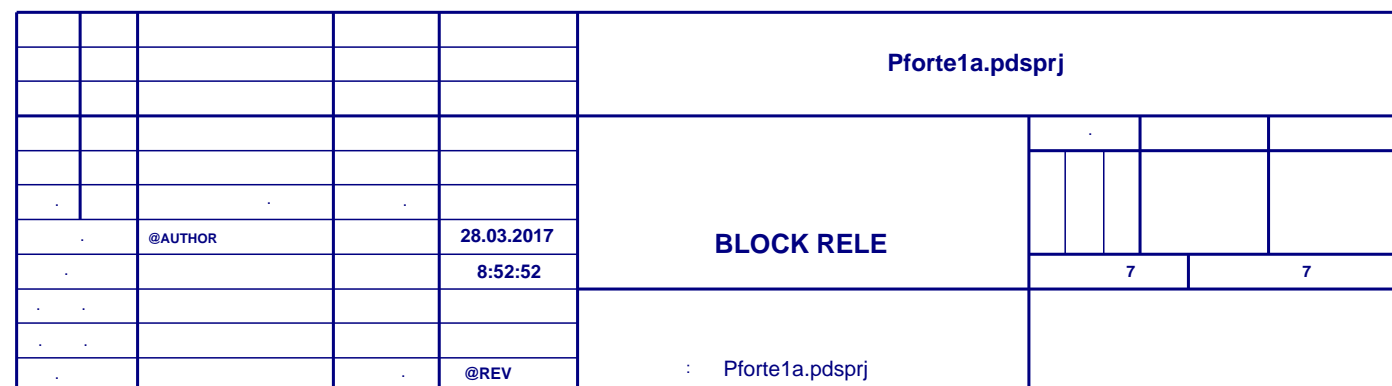 Pforte1a.pdsprj
@AUTHOR
28.03.2017
BLOCK RELE
8:52:52
7
7
@REV
: Pforte1a.pdsprj